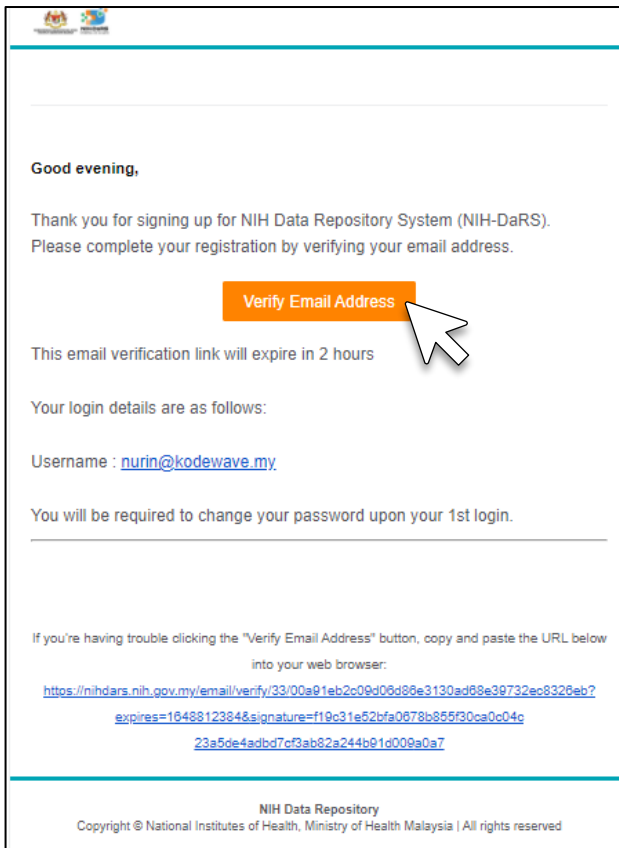 Good evening,
Thank you for signing up for NIH Data Repository System (NIH-DaRS).
Please complete your registration by verifying your email address.
Verify Email Address
This email verification link will expire in 2 hours
Your login details are as follows:
Username : nurin@kodewave.my
You will be required to change your password upon your 1st login.
If you're having trouble clicking the "Verify Email Address" button, copy and paste the URL below
into your web browser:
https://nihdars.nih.gov.my/email/verify/33/00a91eb2c09d06d86e3130ad68e39732ec8326eb?
expires=1648812384&signature=f19c31e52bfa0678b855f30ca0c04c
23a5de4adbd7cf3ab82a244b91d009a0a7
NIH Data Repository
Copyright © National Institutes of Health, Ministry of Health Malaysia | All rights reserved